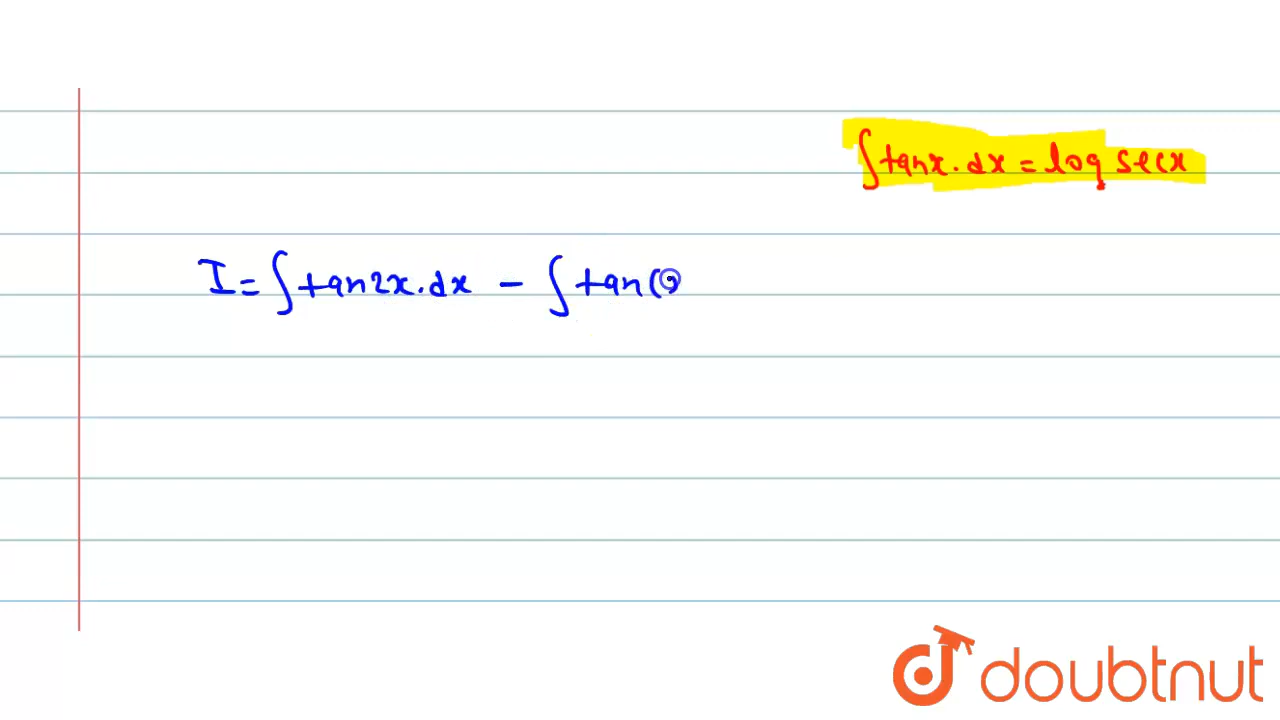 ∫tanx.dx = log secx
I = ∫tan2x.dx - ∫tan(
doubtnut